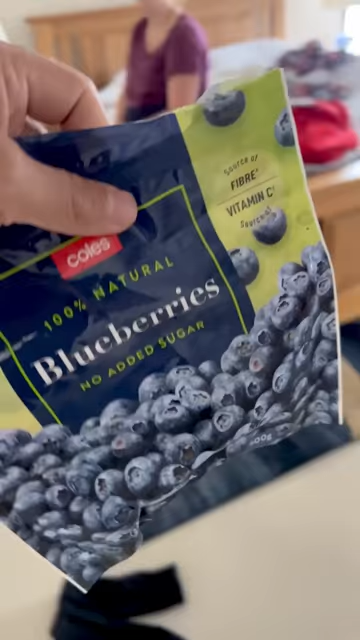 coles
100% NATURAL
Blueberries
NO ADDED SUGAR
Source of
FIBRE
VITAMIN C